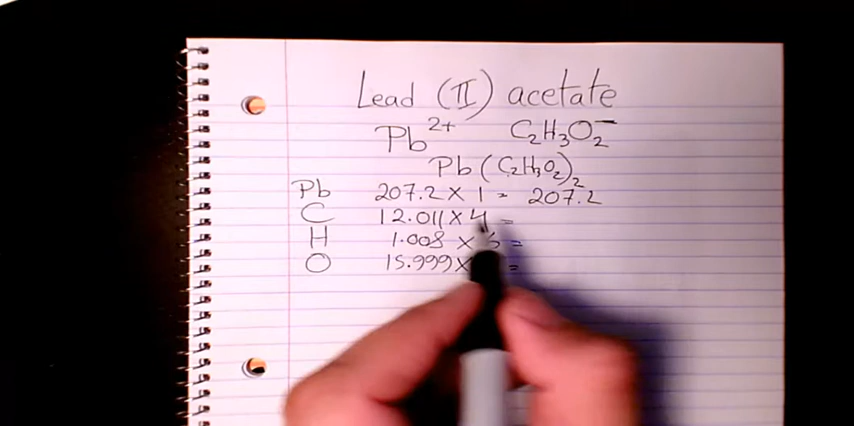 Lead (II) acetate
Pb²⁺ C₂H₃O₂⁻
Pb(C₂H₃O₂)₂
Pb 207.2 × 1 = 207.2
C 12.011 × 4 =
H 1.008 × =
O 15.999 × =